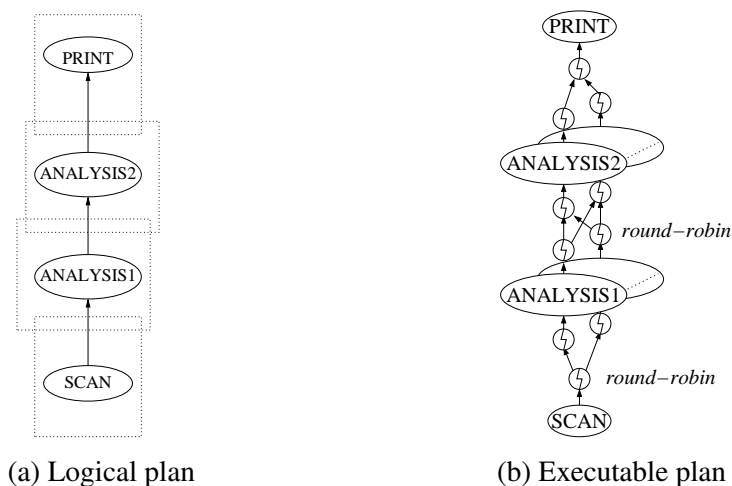 PRINT
ANALYSIS2
ANALYSIS1
SCAN
(a) Logical plan
PRINT
ANALYSIS2
round−robin
ANALYSIS1
round−robin
SCAN
(b) Executable plan